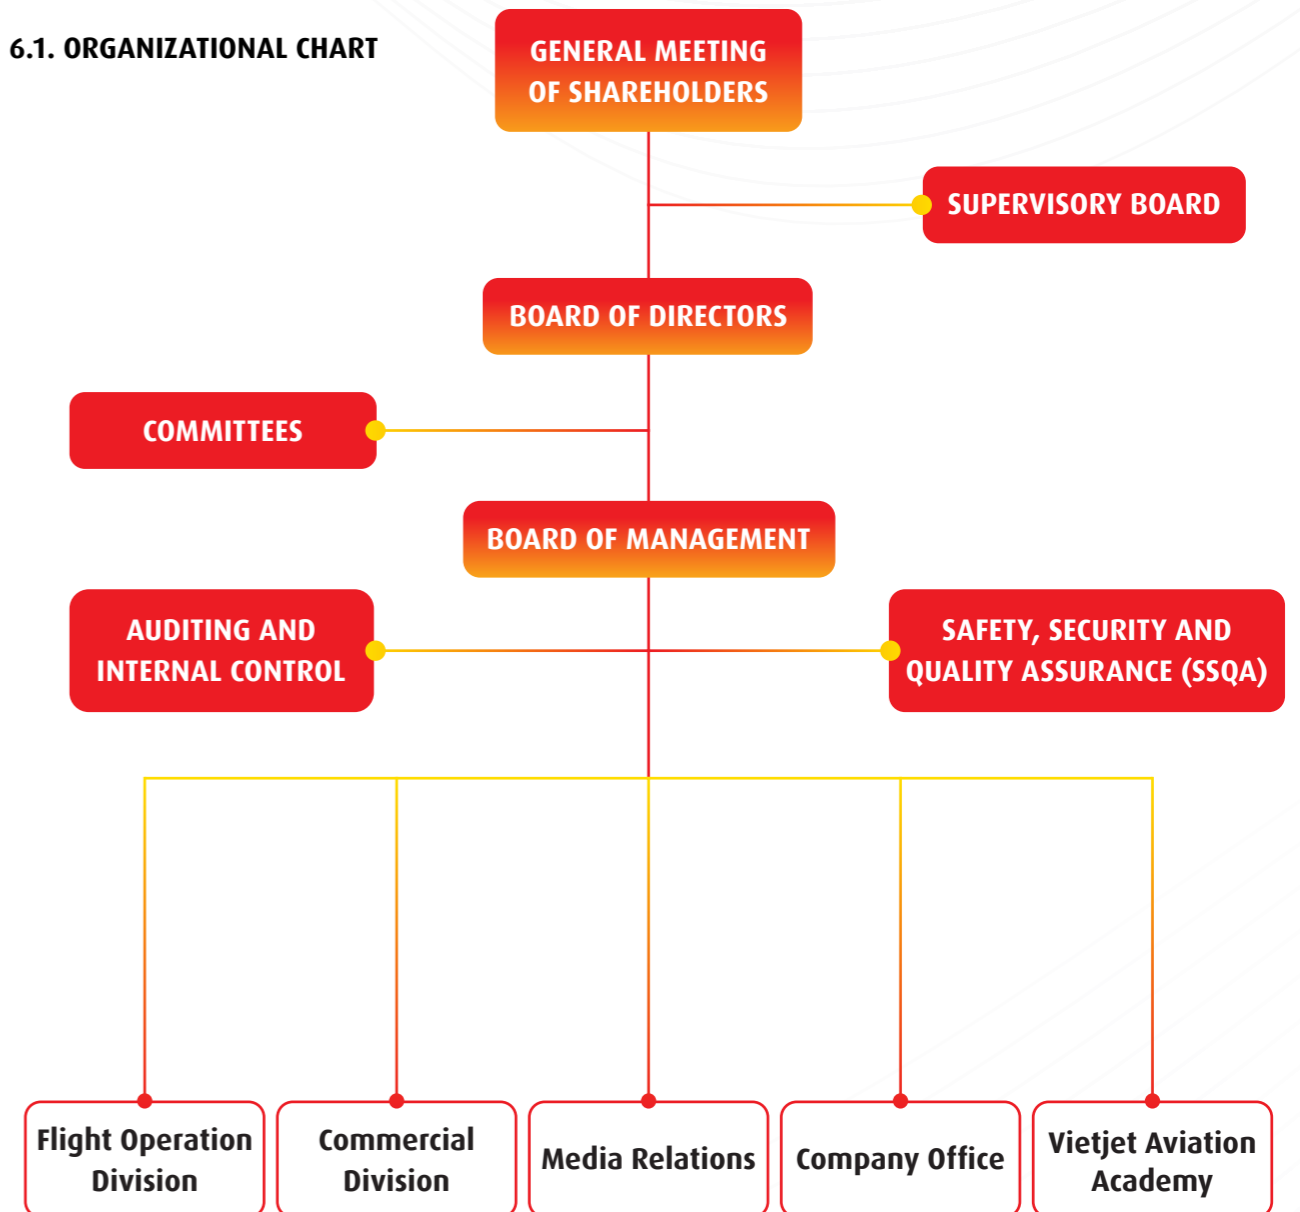 6.1. ORGANIZATIONAL CHART
GENERAL MEETING
OF SHAREHOLDERS
SUPERVISORY BOARD
BOARD OF DIRECTORS
COMMITTEES
BOARD OF MANAGEMENT
AUDITING AND
INTERNAL CONTROL
SAFETY, SECURITY AND
QUALITY ASSURANCE (SSQA)
Flight Operation
Division
Commercial
Division
Media Relations
Company Office
Vietjet Aviation
Academy